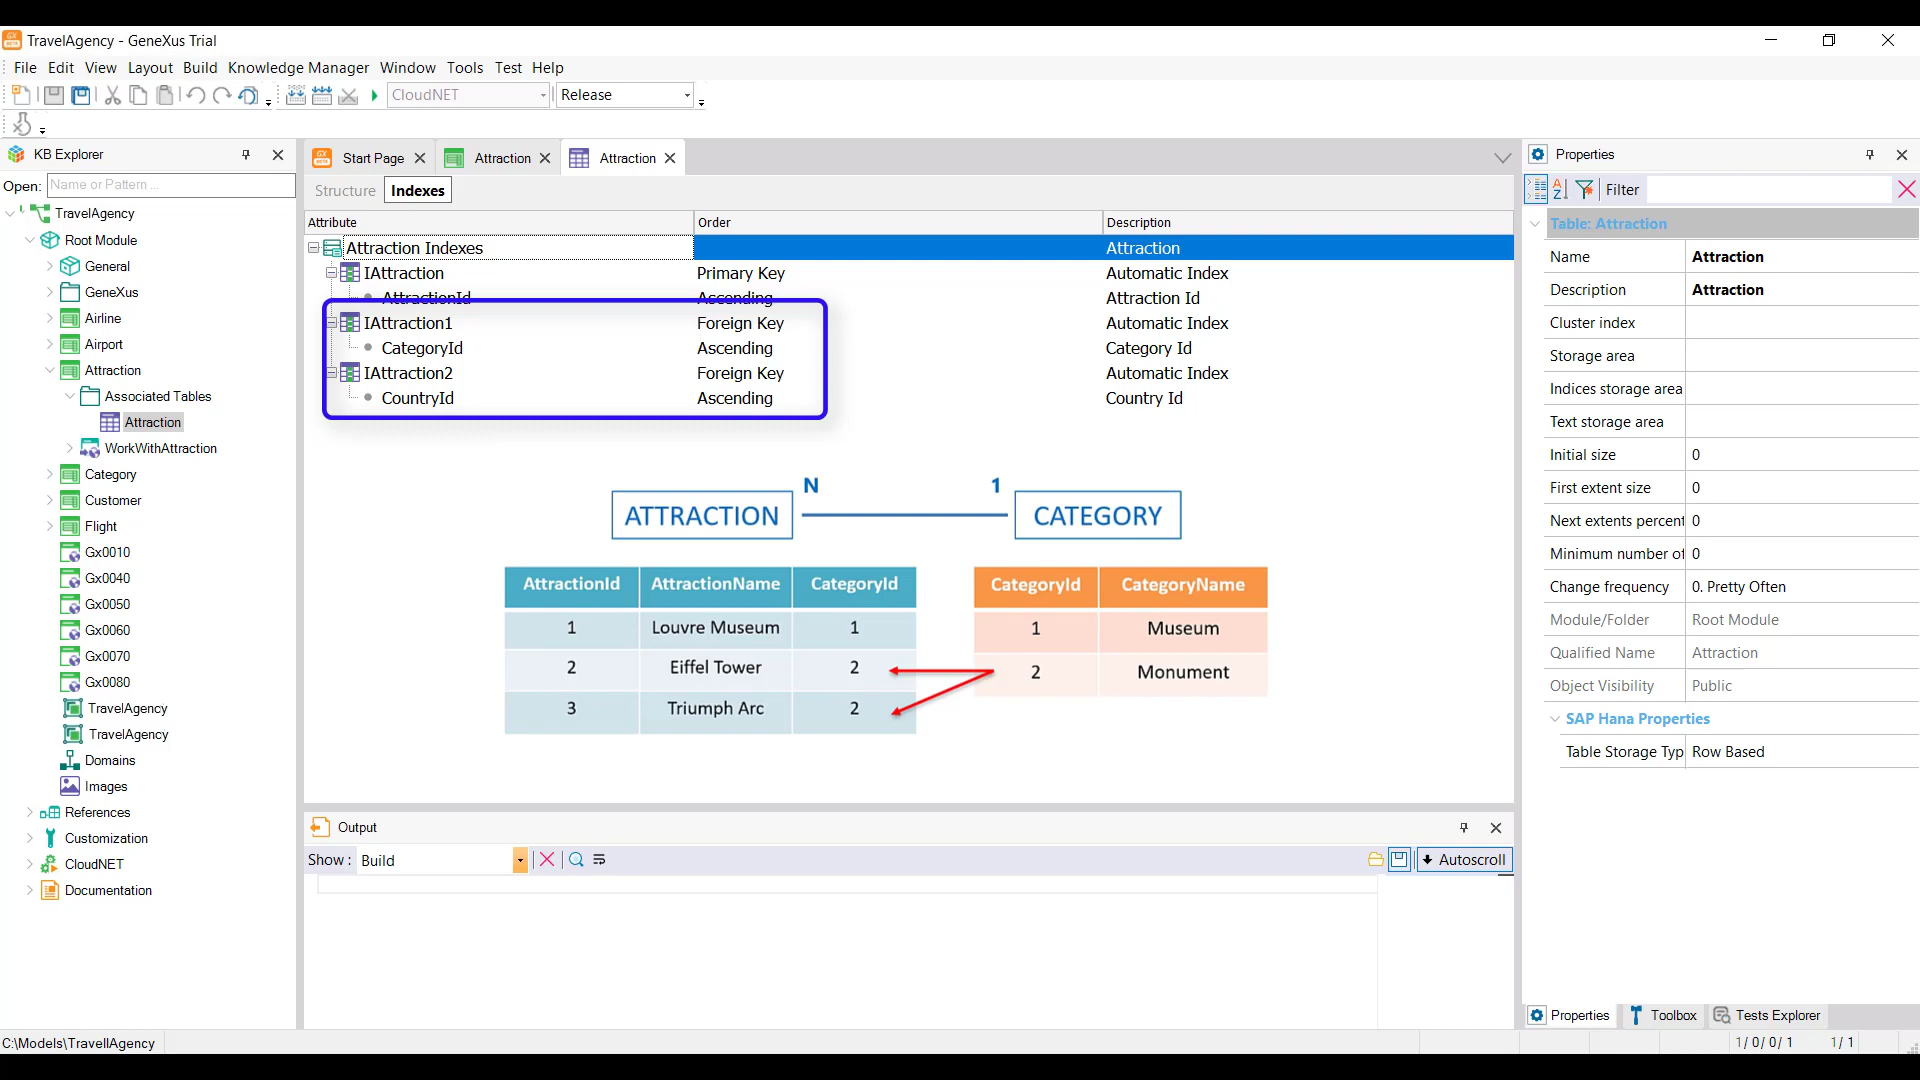 TravelAgency - GeneXus Trial
File Edit View Layout Build Knowledge Manager Window Tools Test Help
CloudNET Release
KB Explorer
Open: Name or Pattern ...
TravelAgency
Root Module
General
GeneXus
Airline
Airport
Attraction
Associated Tables
Attraction
WorkWithAttraction
Category
Customer
Flight
Gx0010
Gx0040
Gx0050
Gx0060
Gx0070
Gx0080
TravelAgency
TravelAgency
Domains
Images
References
Customization
CloudNET
Documentation
Start Page Attraction Attraction
Structure Indexes
Attribute Order Description
Attraction Indexes Attraction
IAttraction Primary Key Automatic Index
AttractionId Ascending Attraction Id
IAttraction1 Foreign Key Automatic Index
CategoryId Ascending Category Id
IAttraction2 Foreign Key Automatic Index
CountryId Ascending Country Id
N 1
ATTRACTION CATEGORY
AttractionId AttractionName CategoryId
1 Louvre Museum 1
2 Eiffel Tower 2
3 Triumph Arc 2
CategoryId CategoryName
1 Museum
2 Monument
Output
Show : Build Autoscroll
Properties
Filter
Table: Attraction
Name Attraction
Description Attraction
Cluster index
Storage area
Indices storage area
Text storage area
Initial size 0
First extent size 0
Next extents percent 0
Minimum number of 0
Change frequency 0. Pretty Often
Module/Folder Root Module
Qualified Name Attraction
Object Visibility Public
SAP Hana Properties
Table Storage Typ Row Based
Properties Toolbox Tests Explorer
C:\Models\TravellAgency 1/ 0/ 0/ 1 1/ 1